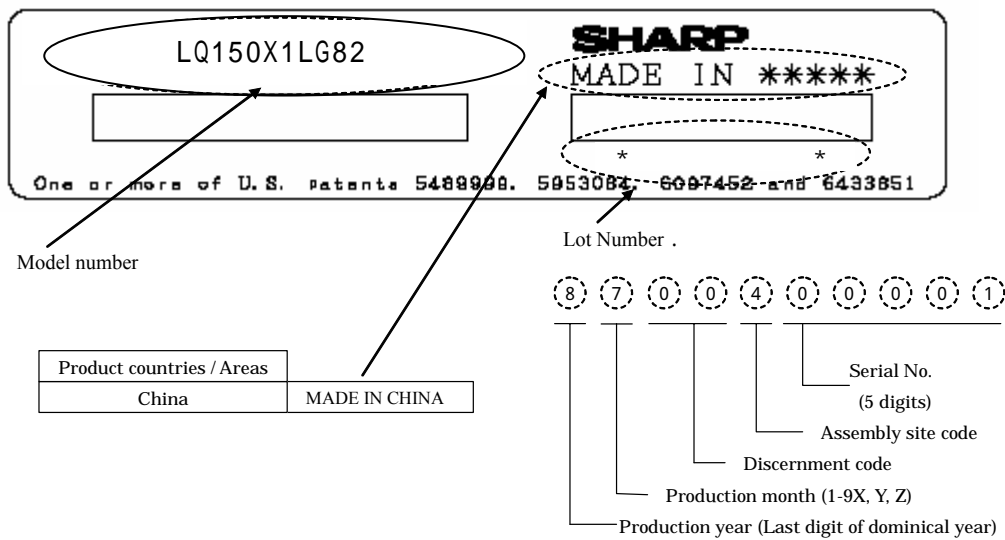 LQ150X1LG82
SHARP
MADE IN *****
* *
One or more of U.S. Patents 5489999. 5953084. 6097452 and 6433851
Lot Number .
Model number
8 7 0 0 4 0 0 0 0 1
Product countries / Areas
China MADE IN CHINA
Serial No.
(5 digits)
Assembly site code
Discernment code
Production month (1-9X, Y, Z)
Production year (Last digit of dominical year)